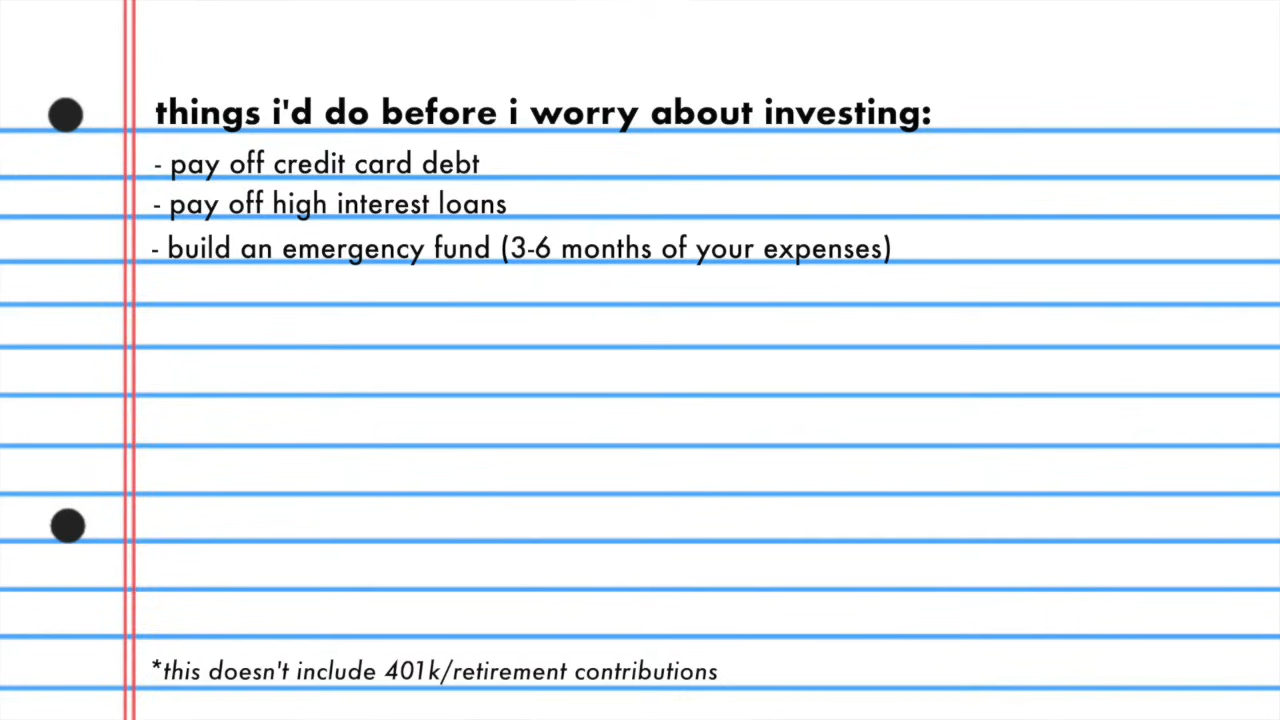 things i'd do before i worry about investing:
- pay off credit card debt
- pay off high interest loans
- build an emergency fund (3-6 months of your expenses)
*this doesn't include 401k/retirement contributions